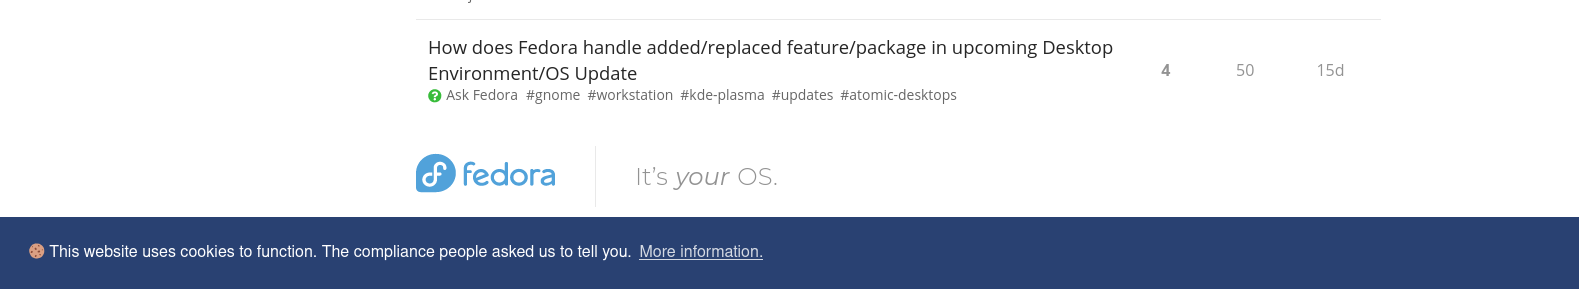 How does Fedora handle added/replaced feature/package in upcoming Desktop
Environment/OS Update
4 50 15d
Ask Fedora #gnome #workstation #kde-plasma #updates #atomic-desktops
fedora
It's your OS.
This website uses cookies to function. The compliance people asked us to tell you. More information.